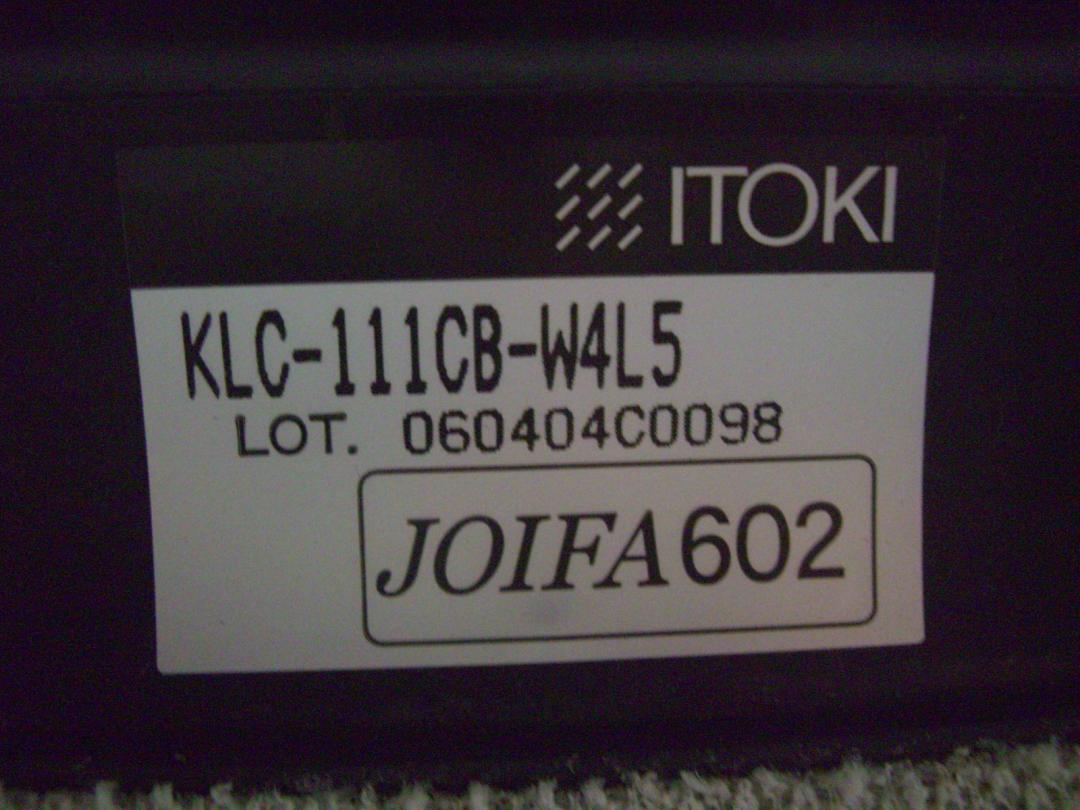 ITOKI
KLC-111CB-W4L5
LOT. 060404C0098
JOIFA602